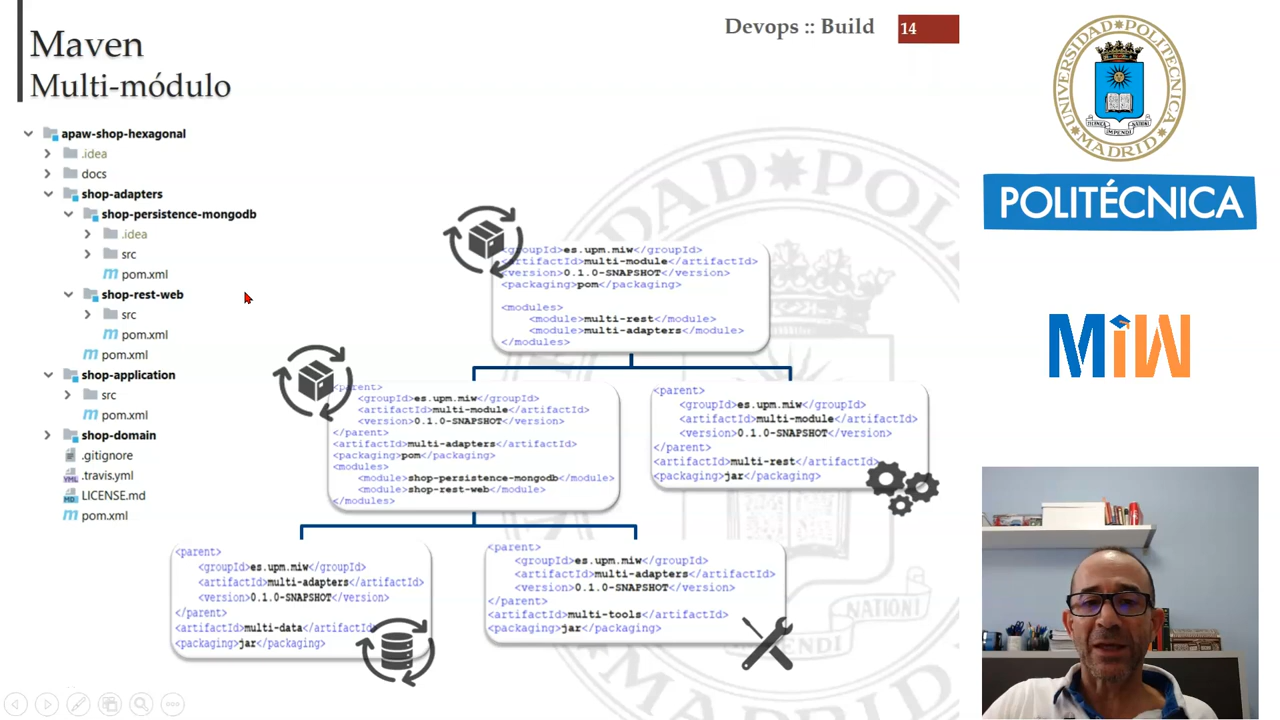 Maven
Multi-módulo
Devops :: Build
14
apaw-shop-hexagonal
.idea
docs
shop-adapters
shop-persistence-mongodb
.idea
src
pom.xml
shop-rest-web
src
pom.xml
pom.xml
shop-application
src
pom.xml
shop-domain
.gitignore
.travis.yml
LICENSE.md
pom.xml
<groupId>es.upm.miw</groupId>
<artifactId>multi-module</artifactId>
<version>0.1.0-SNAPSHOT</version>
<packaging>pom</packaging>
<modules>
<module>multi-rest</module>
<module>multi-adapters</module>
</modules>
<parent>
<groupId>es.upm.miw</groupId>
<artifactId>multi-module</artifactId>
<version>0.1.0-SNAPSHOT</version>
</parent>
<artifactId>multi-adapters</artifactId>
<packaging>pom</packaging>
<modules>
<module>shop-persistence-mongodb</module>
<module>shop-rest-web</module>
</modules>
<parent>
<groupId>es.upm.miw</groupId>
<artifactId>multi-module</artifactId>
<version>0.1.0-SNAPSHOT</version>
</parent>
<artifactId>multi-rest</artifactId>
<packaging>jar</packaging>
<parent>
<groupId>es.upm.miw</groupId>
<artifactId>multi-adapters</artifactId>
<version>0.1.0-SNAPSHOT</version>
</parent>
<artifactId>multi-data</artifactId>
<packaging>jar</packaging>
<parent>
<groupId>es.upm.miw</groupId>
<artifactId>multi-adapters</artifactId>
<version>0.1.0-SNAPSHOT</version>
</parent>
<artifactId>multi-tools</artifactId>
<packaging>jar</packaging>
UNIVERSIDAD POLITECNICA
MADRID
POLITÉCNICA
MiW